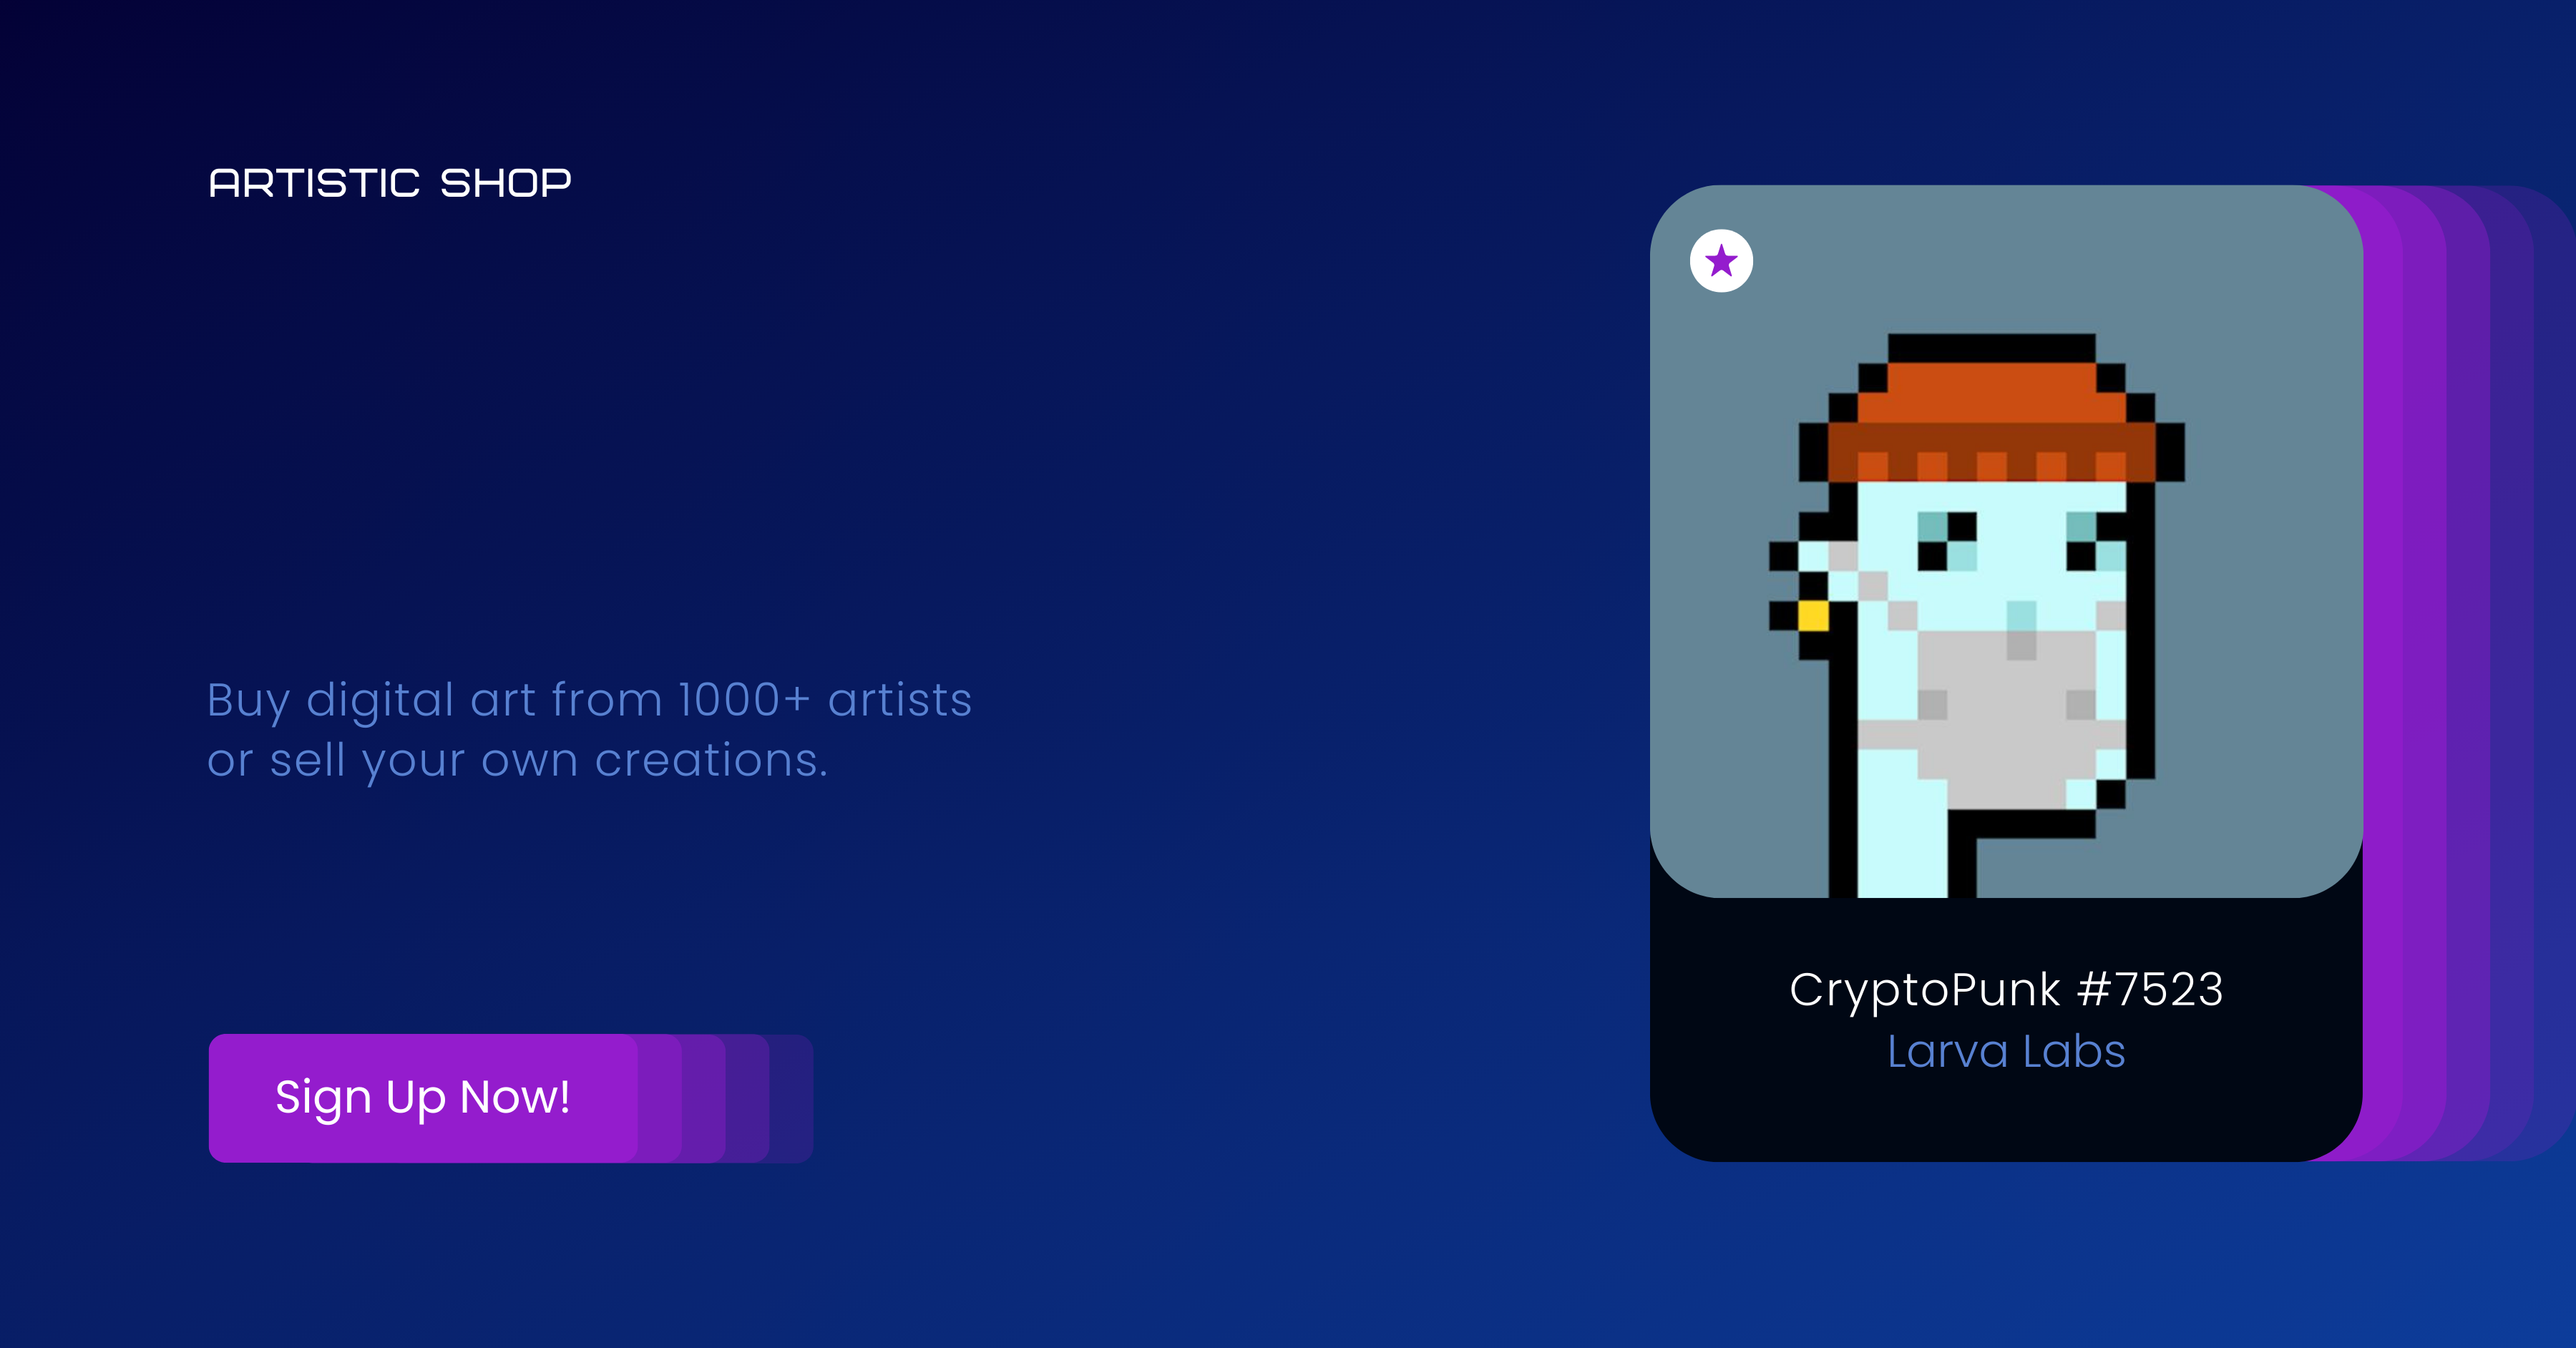 ARTISTIC SHOP
Buy digital art from 1000+ artists
or sell your own creations.
Sign Up Now!
CryptoPunk #7523
Larva Labs